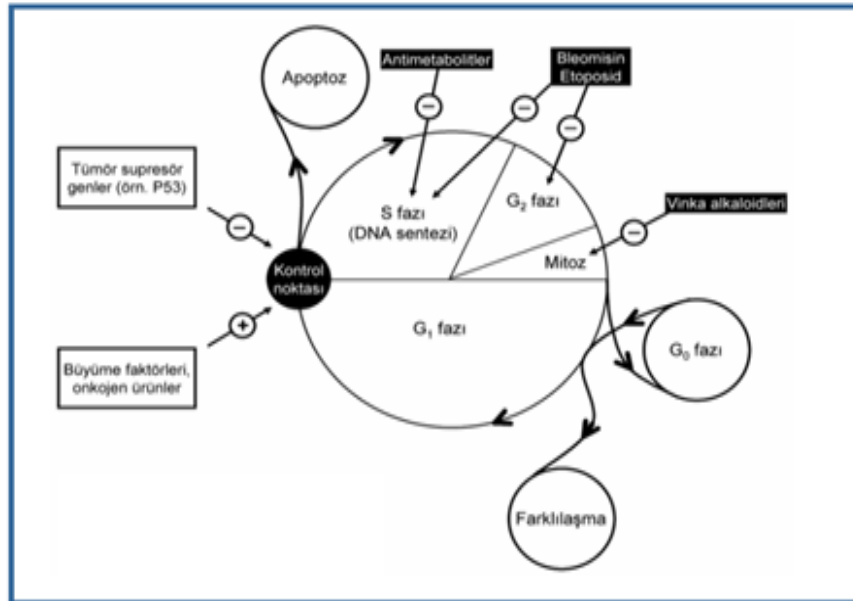 Apoptoz
Antimetabolitler
Bleomisin
Etoposid
Tümör supresör
genler (örn. P53)
S fazı
(DNA sentezi)
G₂ fazı
Vinka alkaloidleri
Mitoz
Kontrol
noktası
G₁ fazı
Büyüme faktörleri,
onkojen ürünler
G₀ fazı
Farklılaşma